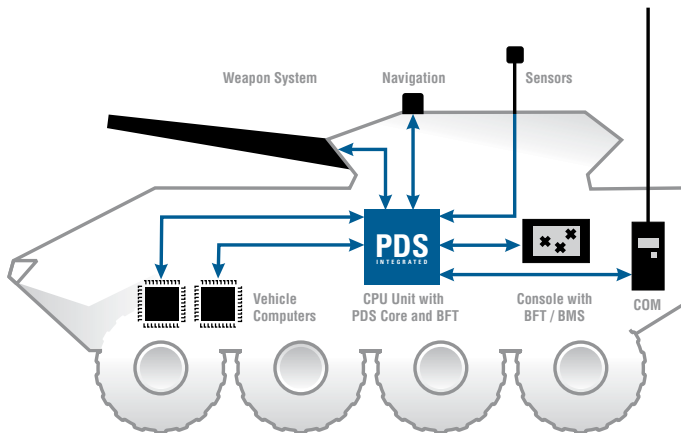 Weapon System
Navigation
Sensors
PDS
INTEGRATED
Vehicle
Computers
CPU Unit with
PDS Core and BFT
Console with
BFT / BMS
COM